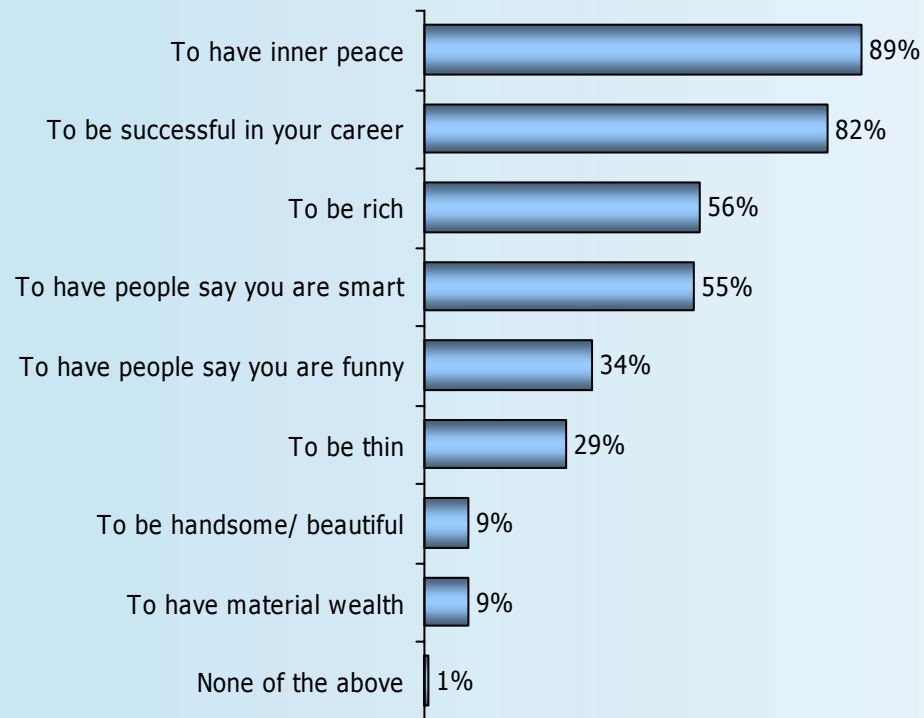 To have inner peace 89%
To be successful in your career 82%
To be rich 56%
To have people say you are smart 55%
To have people say you are funny 34%
To be thin 29%
To be handsome/ beautiful 9%
To have material wealth 9%
None of the above 1%